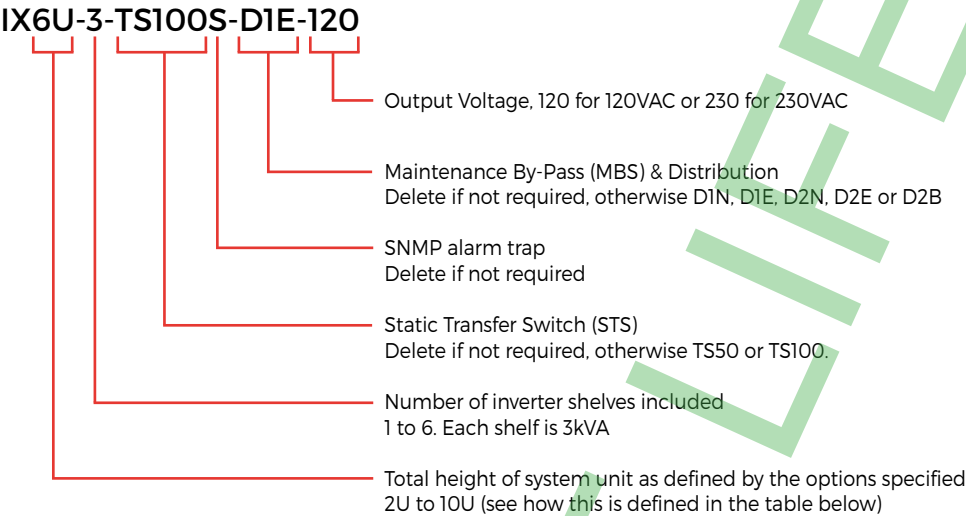 IX6U-3-TS100S-D1E-120
Output Voltage, 120 for 120VAC or 230 for 230VAC
Maintenance By-Pass (MBS) & Distribution
Delete if not required, otherwise D1N, D1E, D2N, D2E or D2B
SNMP alarm trap
Delete if not required
Static Transfer Switch (STS)
Delete if not required, otherwise TS50 or TS100.
Number of inverter shelves included
1 to 6. Each shelf is 3kVA
Total height of system unit as defined by the options specified
2U to 10U (see how this is defined in the table below)
LIFE